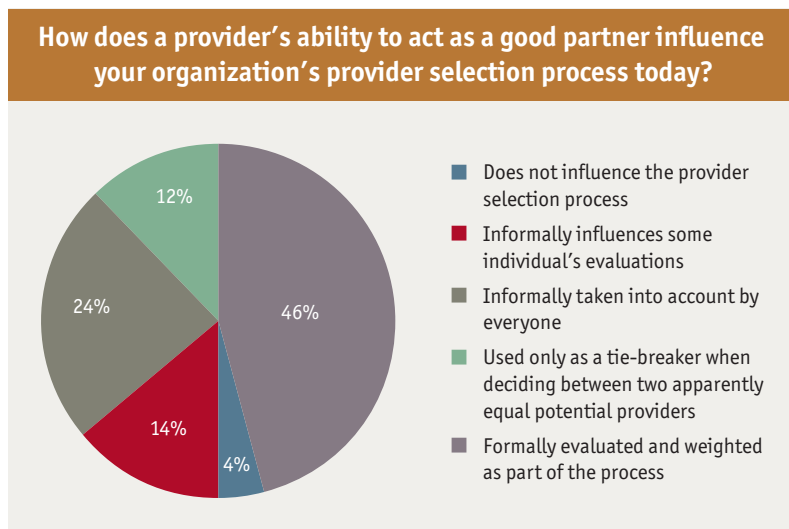 How does a provider's ability to act as a good partner influence
your organization's provider selection process today?
12%
46%
24%
14%
4%
Does not influence the provider
selection process
Informally influences some
individual's evaluations
Informally taken into account by
everyone
Used only as a tie-breaker when
deciding between two apparently
equal potential providers
Formally evaluated and weighted
as part of the process